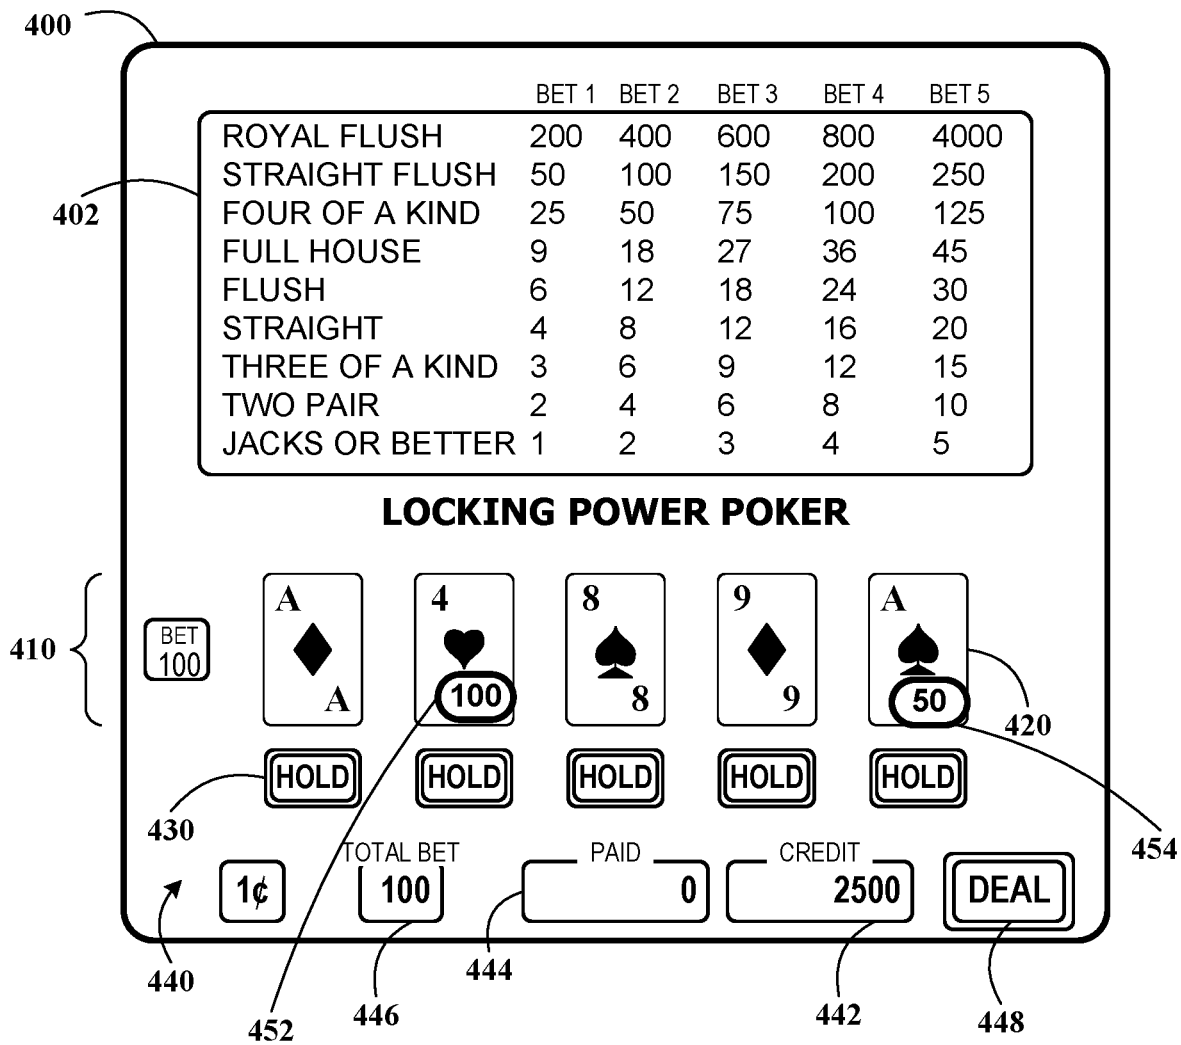 400
BET 1 BET 2 BET 3 BET 4 BET 5
ROYAL FLUSH 200 400 600 800 4000
STRAIGHT FLUSH 50 100 150 200 250
402
FOUR OF A KIND 25 50 75 100 125
FULL HOUSE 9 18 27 36 45
FLUSH 6 12 18 24 30
STRAIGHT 4 8 12 16 20
THREE OF A KIND 3 6 9 12 15
TWO PAIR 2 4 6 8 10
JACKS OR BETTER 1 2 3 4 5
LOCKING POWER POKER
A 4 8 9 A
410
BET
100
A 100 8 9 50
420
HOLD HOLD HOLD HOLD HOLD
430
454
TOTAL BET PAID CREDIT
1¢ 100 0 2500 DEAL
440
444
452
446
442
448